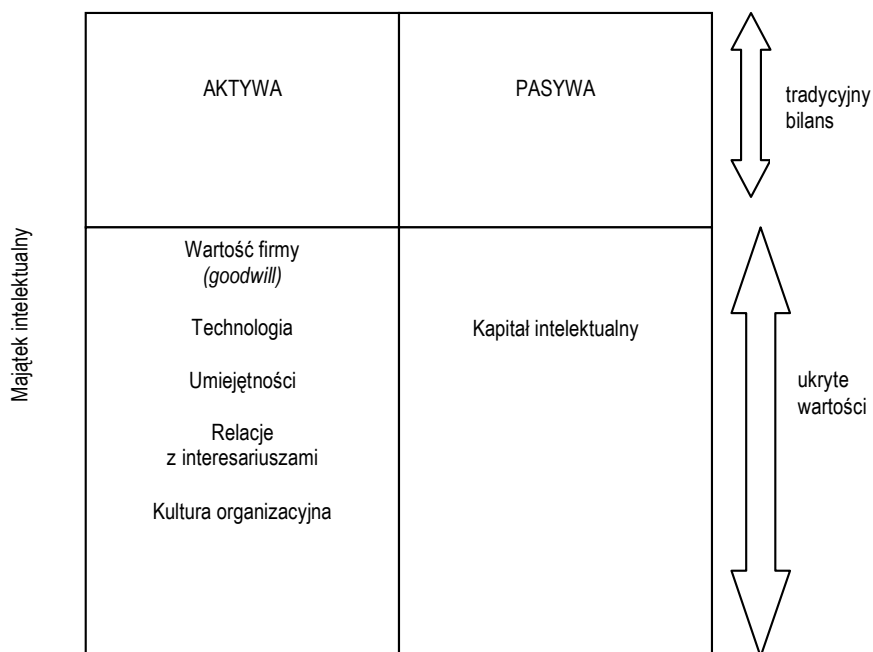 AKTYWA
PASYWA
tradycyjny
bilans
Majątek intelektualny
Wartość firmy
(goodwill)
Technologia
Umiejętności
Relacje
z interesariuszami
Kultura organizacyjna
Kapitał intelektualny
ukryte
wartości